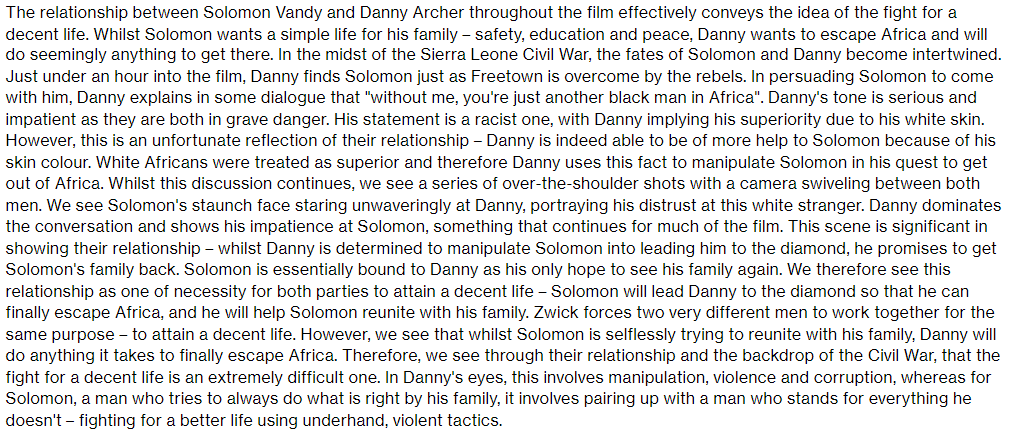 The relationship between Solomon Vandy and Danny Archer throughout the film effectively conveys the idea of the fight for a
decent life. Whilst Solomon wants a simple life for his family – safety, education and peace, Danny wants to escape Africa and will
do seemingly anything to get there. In the midst of the Sierra Leone Civil War, the fates of Solomon and Danny become intertwined.
Just under an hour into the film, Danny finds Solomon just as Freetown is overcome by the rebels. In persuading Solomon to come
with him, Danny explains in some dialogue that "without me, you're just another black man in Africa". Danny's tone is serious and
impatient as they are both in grave danger. His statement is a racist one, with Danny implying his superiority due to his white skin.
However, this is an unfortunate reflection of their relationship – Danny is indeed able to be of more help to Solomon because of his
skin colour. White Africans were treated as superior and therefore Danny uses this fact to manipulate Solomon in his quest to get
out of Africa. Whilst this discussion continues, we see a series of over-the-shoulder shots with a camera swiveling between both
men. We see Solomon's staunch face staring unwaveringly at Danny, portraying his distrust at this white stranger. Danny dominates
the conversation and shows his impatience at Solomon, something that continues for much of the film. This scene is significant in
showing their relationship – whilst Danny is determined to manipulate Solomon into leading him to the diamond, he promises to get
Solomon's family back. Solomon is essentially bound to Danny as his only hope to see his family again. We therefore see this
relationship as one of necessity for both parties to attain a decent life – Solomon will lead Danny to the diamond so that he can
finally escape Africa, and he will help Solomon reunite with his family. Zwick forces two very different men to work together for the
same purpose – to attain a decent life. However, we see that whilst Solomon is selflessly trying to reunite with his family, Danny will
do anything it takes to finally escape Africa. Therefore, we see through their relationship and the backdrop of the Civil War, that the
fight for a decent life is an extremely difficult one. In Danny's eyes, this involves manipulation, violence and corruption, whereas for
Solomon, a man who tries to always do what is right by his family, it involves pairing up with a man who stands for everything he
doesn't – fighting for a better life using underhand, violent tactics.